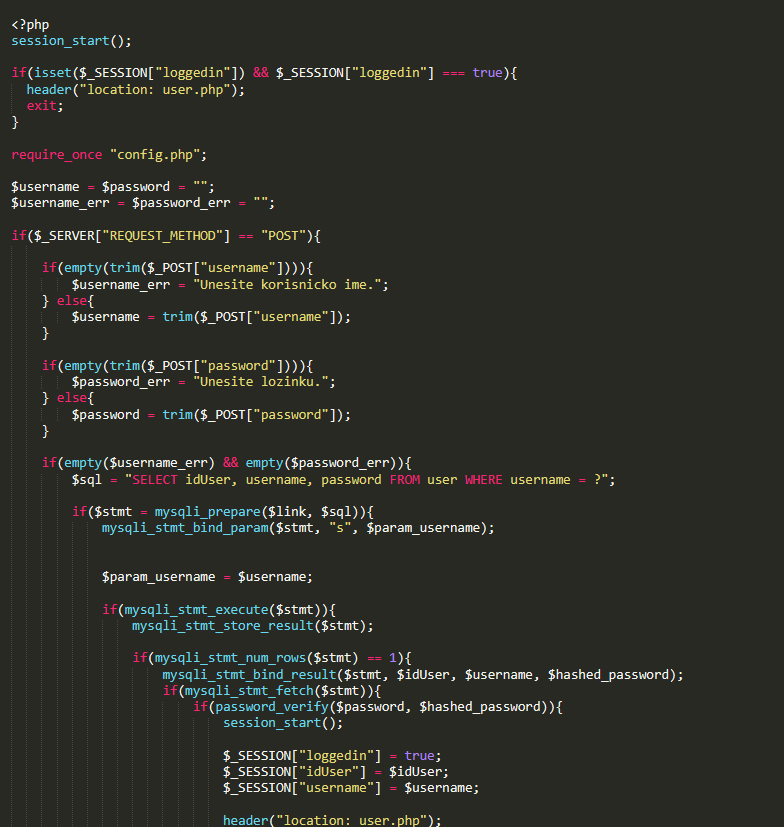 <?php
session_start();
if(isset($_SESSION["loggedin"]) && $_SESSION["loggedin"] === true){
header("location: user.php");
exit;
}
require_once "config.php";
$username = $password = "";
$username_err = $password_err = "";
if($_SERVER["REQUEST_METHOD"] == "POST"){
if(empty(trim($_POST["username"]))){
$username_err = "Unesite korisnicko ime.";
} else{
$username = trim($_POST["username"]);
}
if(empty(trim($_POST["password"]))){
$password_err = "Unesite lozinku.";
} else{
$password = trim($_POST["password"]);
}
if(empty($username_err) && empty($password_err)){
$sql = "SELECT idUser, username, password FROM user WHERE username = ?";
if($stmt = mysqli_prepare($link, $sql)){
mysqli_stmt_bind_param($stmt, "s", $param_username);
$param_username = $username;
if(mysqli_stmt_execute($stmt)){
mysqli_stmt_store_result($stmt);
if(mysqli_stmt_num_rows($stmt) == 1){
mysqli_stmt_bind_result($stmt, $idUser, $username, $hashed_password);
if(mysqli_stmt_fetch($stmt)){
if(password_verify($password, $hashed_password)){
session_start();
$_SESSION["loggedin"] = true;
$_SESSION["idUser"] = $idUser;
$_SESSION["username"] = $username;
header("location: user.php");